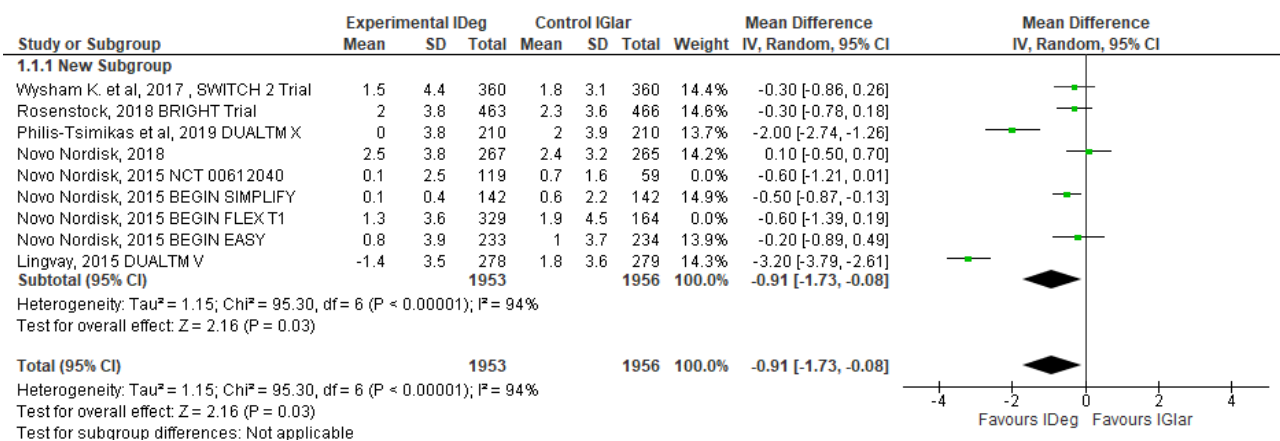 Experimental IDeg Control IGlar Mean Difference Mean Difference
Study or Subgroup Mean SD Total Mean SD Total Weight IV, Random, 95% CI IV, Random, 95% CI
1.1.1 New Subgroup
Wysham K. et al, 2017 , SWITCH 2 Trial 1.5 4.4 360 1.8 3.1 360 14.4% -0.30 [-0.86, 0.26]
Rosenstock, 2018 BRIGHT Trial 2 3.8 463 2.3 3.6 466 14.6% -0.30 [-0.78, 0.18]
Philis-Tsimikas et al, 2019 DUALTM X 0 3.8 210 2 3.9 210 13.7% -2.00 [-2.74, -1.26]
Novo Nordisk, 2018 2.5 3.8 267 2.4 3.2 265 14.2% 0.10 [-0.50, 0.70]
Novo Nordisk, 2015 NCT 00612040 0.1 2.5 119 0.7 1.6 59 0.0% -0.60 [-1.21, 0.01]
Novo Nordisk, 2015 BEGIN SIMPLIFY 0.1 0.4 142 0.6 2.2 142 14.9% -0.50 [-0.87, -0.13]
Novo Nordisk, 2015 BEGIN FLEX T1 1.3 3.6 329 1.9 4.5 164 0.0% -0.60 [-1.39, 0.19]
Novo Nordisk, 2015 BEGIN EASY 0.8 3.9 233 1 3.7 234 13.9% -0.20 [-0.89, 0.49]
Lingvay, 2015 DUALTM V -1.4 3.5 278 1.8 3.6 279 14.3% -3.20 [-3.79, -2.61]
Subtotal (95% CI) 1953 1956 100.0% -0.91 [-1.73, -0.08]
Heterogeneity: Tau² = 1.15; Chi² = 95.30, df = 6 (P < 0.00001); I² = 94%
Test for overall effect: Z = 2.16 (P = 0.03)
Total (95% CI) 1953 1956 100.0% -0.91 [-1.73, -0.08]
Heterogeneity: Tau² = 1.15; Chi² = 95.30, df = 6 (P < 0.00001); I² = 94%
Test for overall effect: Z = 2.16 (P = 0.03)
Test for subgroup differences: Not applicable
-4 -2 0 2 4
Favours IDeg Favours IGlar